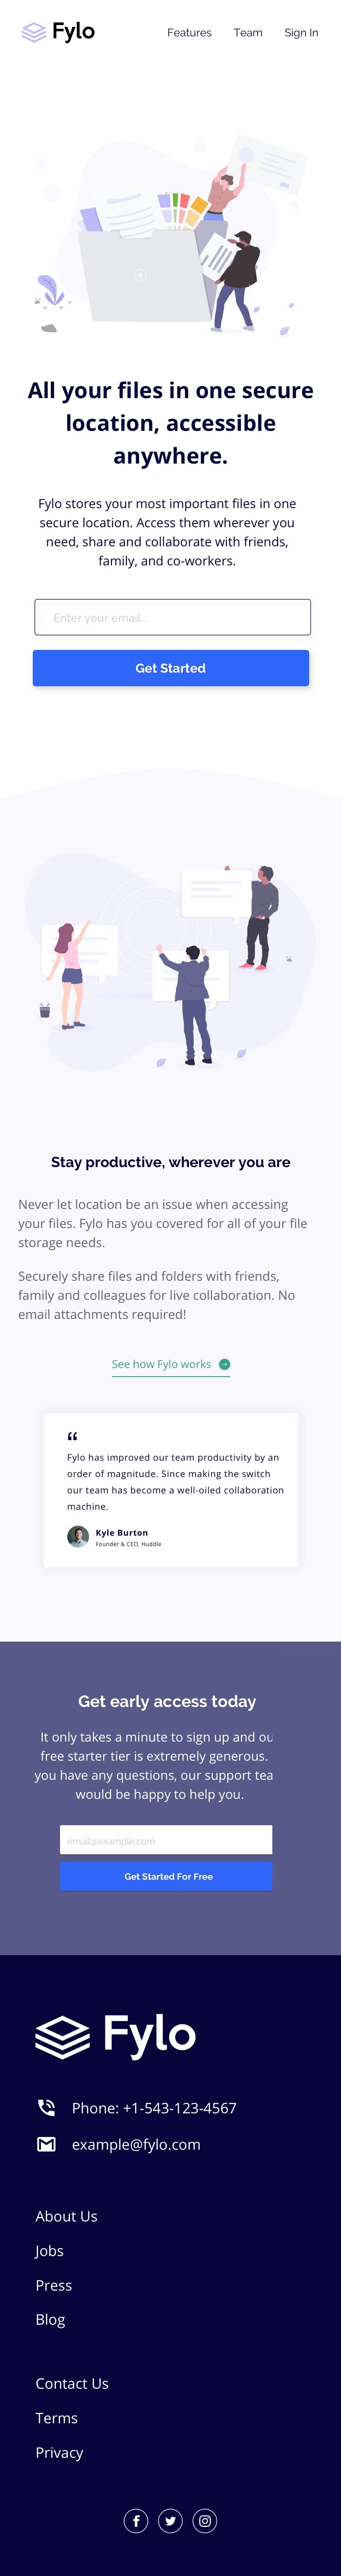 Fylo
Features Team Sign In
All your files in one secure
location, accessible
anywhere.
Fylo stores your most important files in one
secure location. Access them wherever you
need, share and collaborate with friends,
family, and co-workers.
Enter your email...
Get Started
Stay productive, wherever you are
Never let location be an issue when accessing
your files. Fylo has you covered for all of your file
storage needs.
Securely share files and folders with friends,
family and colleagues for live collaboration. No
email attachments required!
See how Fylo works
“
Fylo has improved our team productivity by an
order of magnitude. Since making the switch
our team has become a well-oiled collaboration
machine.
Kyle Burton
Founder & CEO, Huddle
Get early access today
It only takes a minute to sign up and ou
free starter tier is extremely generous.
you have any questions, our support tea
would be happy to help you.
email@example.com
Get Started For Free
Fylo
Phone: +1-543-123-4567
example@fylo.com
About Us
Jobs
Press
Blog
Contact Us
Terms
Privacy